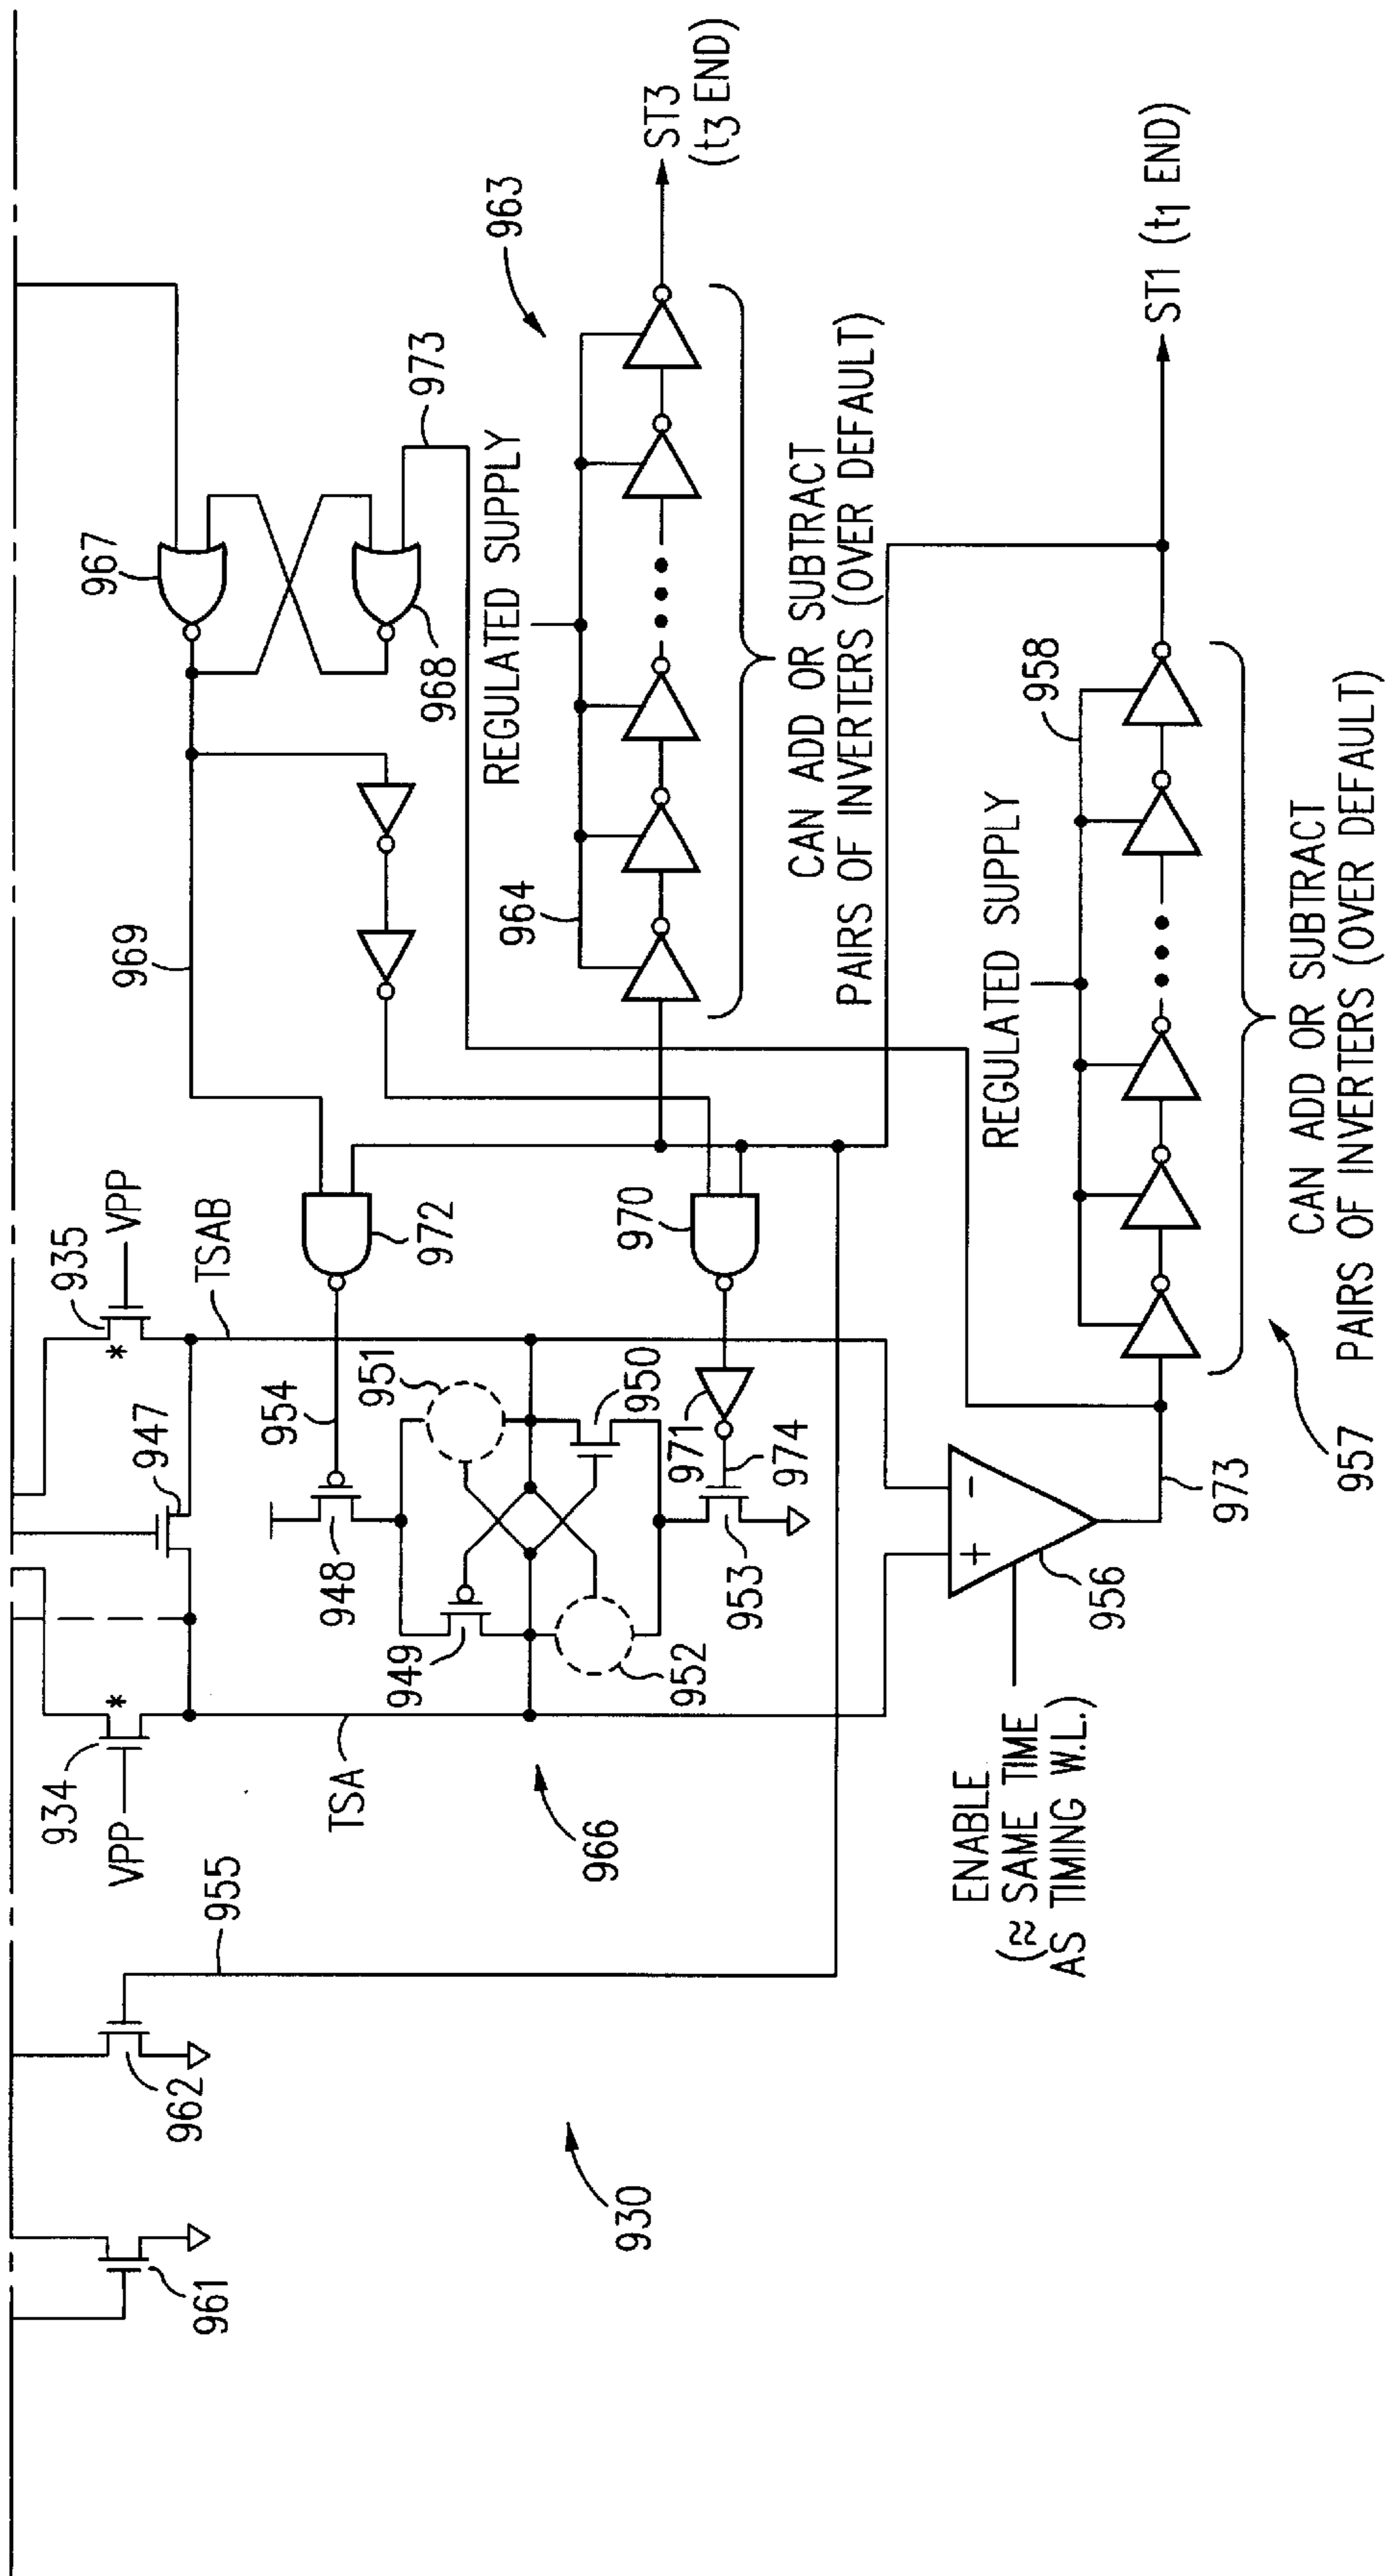 967
968
973
969
REGULATED SUPPLY
964
963
ST3
(t3 END)
CAN ADD OR SUBTRACT
PAIRS OF INVERTERS (OVER DEFAULT)
935
VPP
*
TSAB
947
972
970
954
951
950
971
974
948
949
952
953
934
VPP
*
TSA
966
955
962
961
930
ENABLE
(≈ SAME TIME
AS TIMING W.L.)
+
-
956
973
957
REGULATED SUPPLY
958
ST1 (t1 END)
CAN ADD OR SUBTRACT
PAIRS OF INVERTERS (OVER DEFAULT)